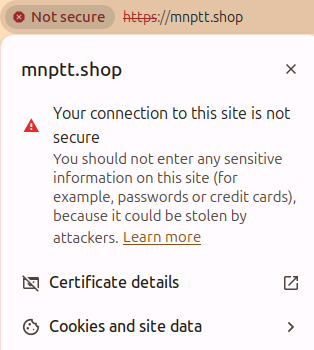 Not secure https://mnptt.shop
mnptt.shop
Your connection to this site is not
secure
You should not enter any sensitive
information on this site (for
example, passwords or credit cards),
because it could be stolen by
attackers. Learn more
Certificate details
Cookies and site data